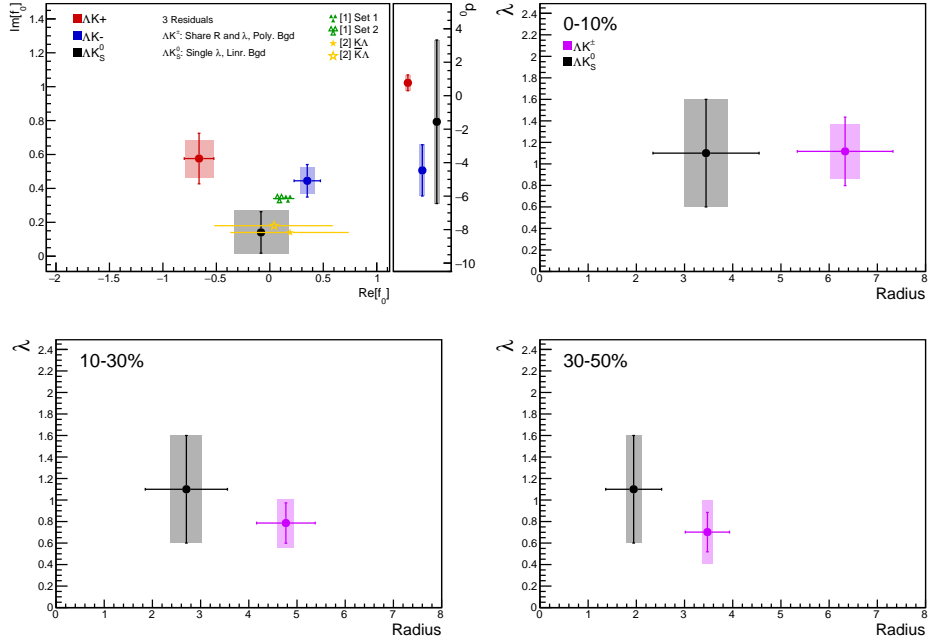 Im[f₀]
1.4
1.2
1
0.8
0.6
0.4
0.2
0
ΛK+
ΛK-
ΛK⁰S
3 Residuals
ΛK±: Share R and λ, Poly. Bgd
ΛK⁰S: Single λ, Linr. Bgd
[1] Set 1
[1] Set 2
[2] KΛ
[2] K̅Λ
−2 −1.5 −1 −0.5 0 0.5 1
Re[f₀]
d₀
4
2
0
−2
−4
−6
−8
−10
λ
2.4
2.2
2
1.8
1.6
1.4
1.2
1
0.8
0.6
0.4
0.2
0
0-10%
ΛK±
ΛK⁰S
0 1 2 3 4 5 6 7 8
Radius
λ
2.4
2.2
2
1.8
1.6
1.4
1.2
1
0.8
0.6
0.4
0.2
0
10-30%
0 1 2 3 4 5 6 7 8
Radius
λ
2.4
2.2
2
1.8
1.6
1.4
1.2
1
0.8
0.6
0.4
0.2
0
30-50%
0 1 2 3 4 5 6 7 8
Radius